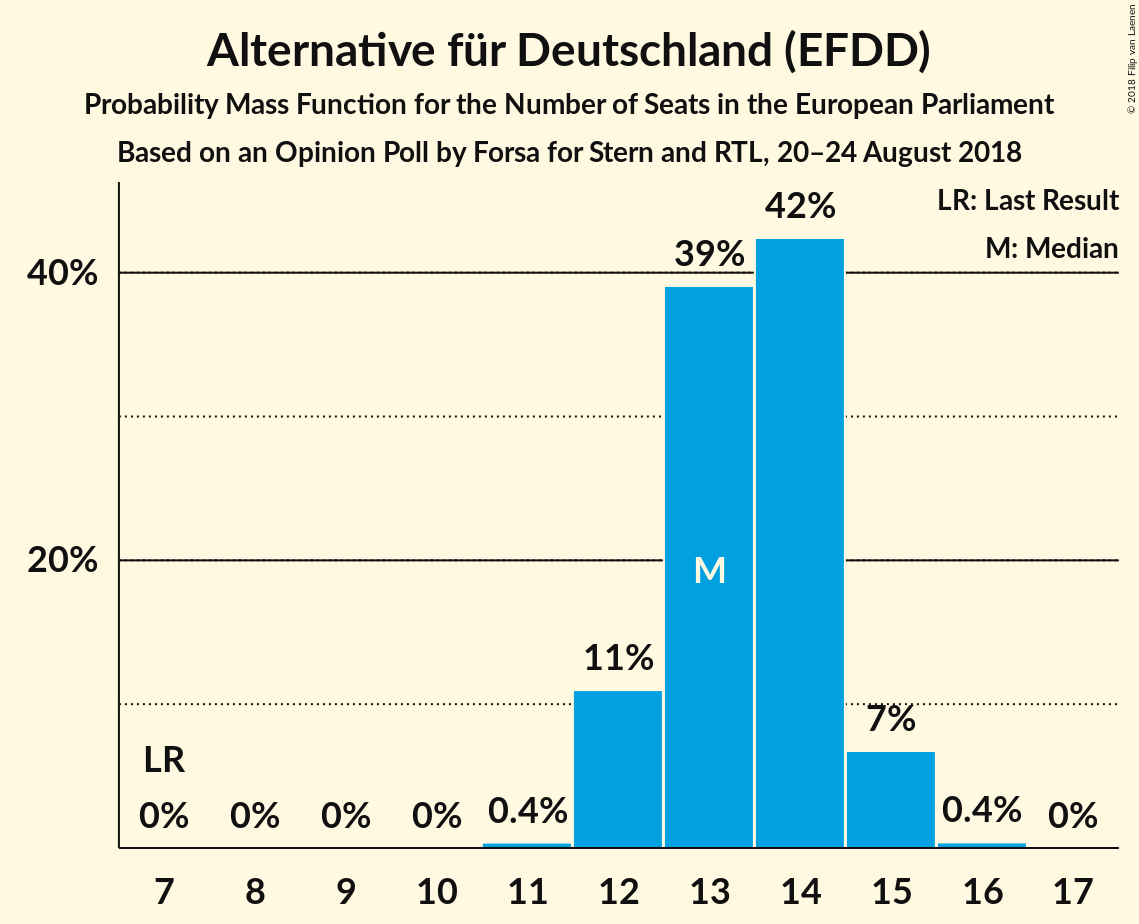 Alternative für Deutschland (EFDD)
Probability Mass Function for the Number of Seats in the European Parliament
Based on an Opinion Poll by Forsa for Stern and RTL, 20–24 August 2018
© 2018 Filip van Laenen
LR: Last Result
M: Median
42%
39%
40%
M
20%
11%
7%
LR
0% 0% 0% 0% 0.4% 0.4% 0%
7 8 9 10 11 12 13 14 15 16 17